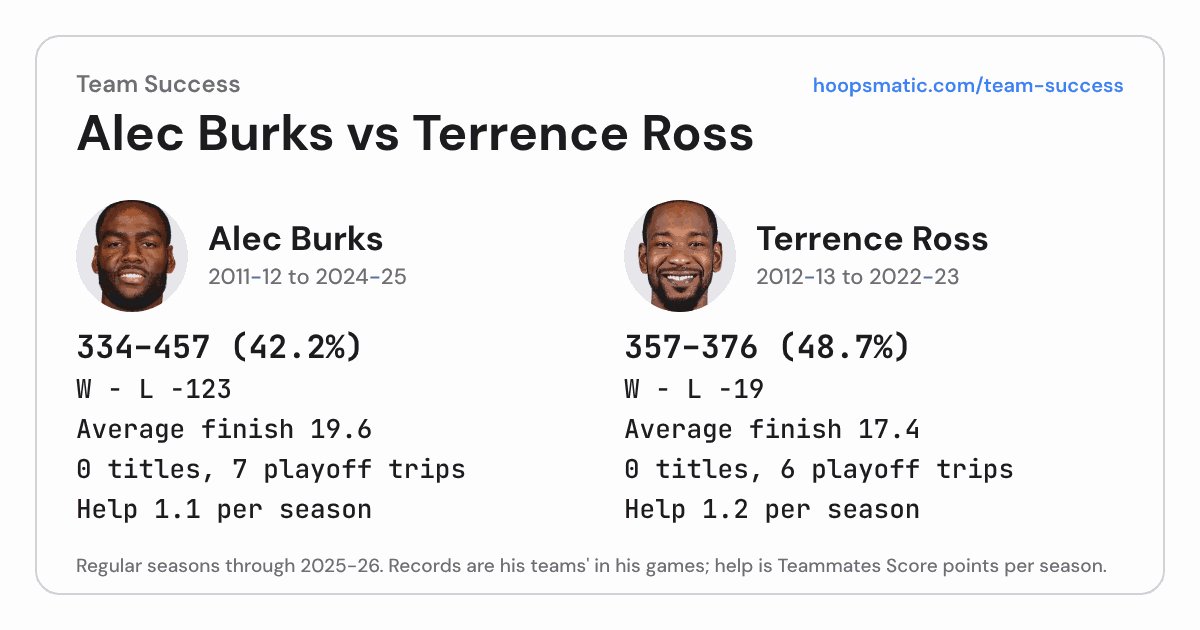 Team Success
hoopsmatic.com/team-success
Alec Burks vs Terrence Ross
Alec Burks
2011-12 to 2024-25
334-457 (42.2%)
W - L -123
Average finish 19.6
0 titles, 7 playoff trips
Help 1.1 per season
Terrence Ross
2012-13 to 2022-23
357-376 (48.7%)
W - L -19
Average finish 17.4
0 titles, 6 playoff trips
Help 1.2 per season
Regular seasons through 2025-26. Records are his teams' in his games; help is Teammates Score points per season.